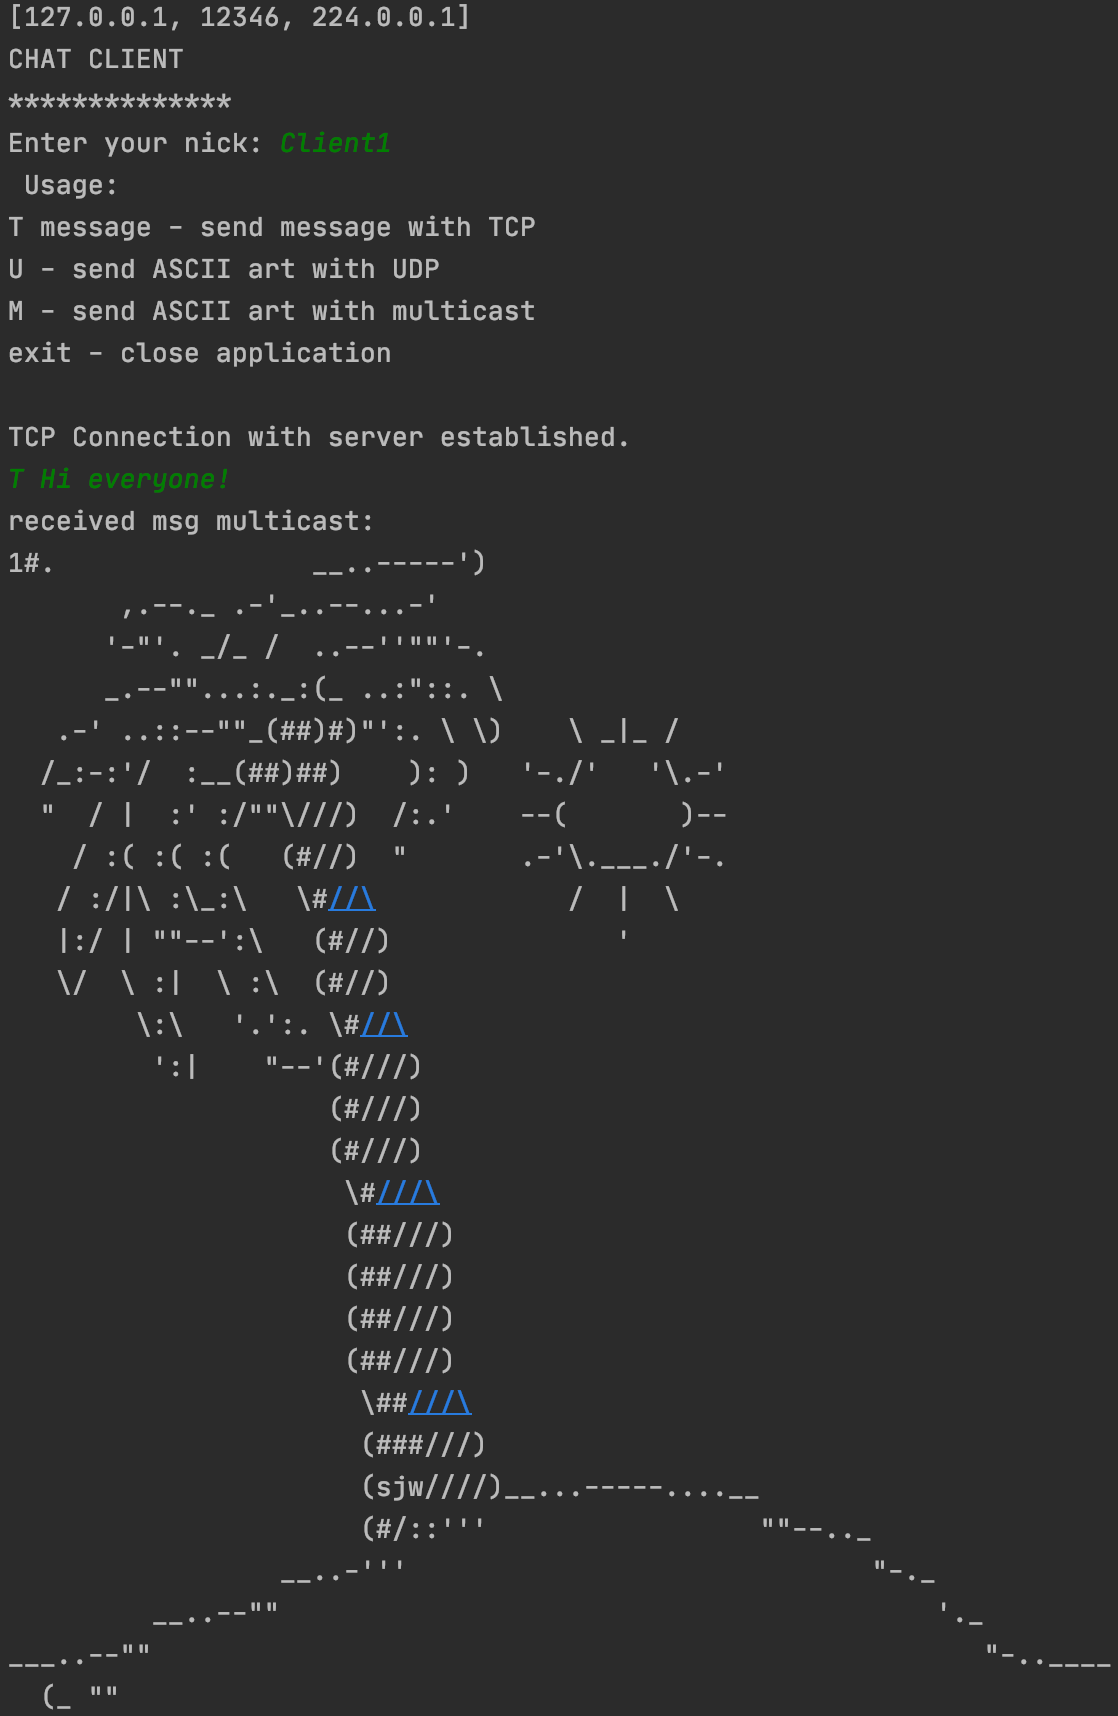 [127.0.0.1, 12346, 224.0.0.1]
CHAT CLIENT
**************
Enter your nick: Client1
 Usage:
T message - send message with TCP
U - send ASCII art with UDP
M - send ASCII art with multicast
exit - close application

TCP Connection with server established.
T Hi everyone!
received msg multicast:
1#.                __..-----')
       ,.--._ .-'_..--...-'
      '-"'. _/_ /  ..--''""'-.
      _.--""...:._:(_ ..:"::. \
   .-' ..::--""_(##)#)"':. \ \)    \ _|_ /
  /_:-:'/  :__(##)##)    ): )   '-./'   '\.-'
  "  / |  :' :/""\///)  /:.'    --(       )--
    / :( :( :(   (#//)  "       .-'\.___./'-.
   / :/|\ :\_:\   \#//\            /  |  \
   |:/ | ""--':\   (#//)              '
   \/  \ :|  \ :\  (#//)
        \:\   '.':. \#//\
         ':|    "--'(#///)
                    (#///)
                    (#///)
                     \#///\
                     (##///)
                     (##///)
                     (##///)
                     (##///)
                      \##///\
                      (###///)
                      (sjw////)__...-----....__
                      (#/::'''                 ""--.._
                 __..-'''                             "-._
         __..--""                                         '._
___..--""                                                    "-..____
  (_ ""